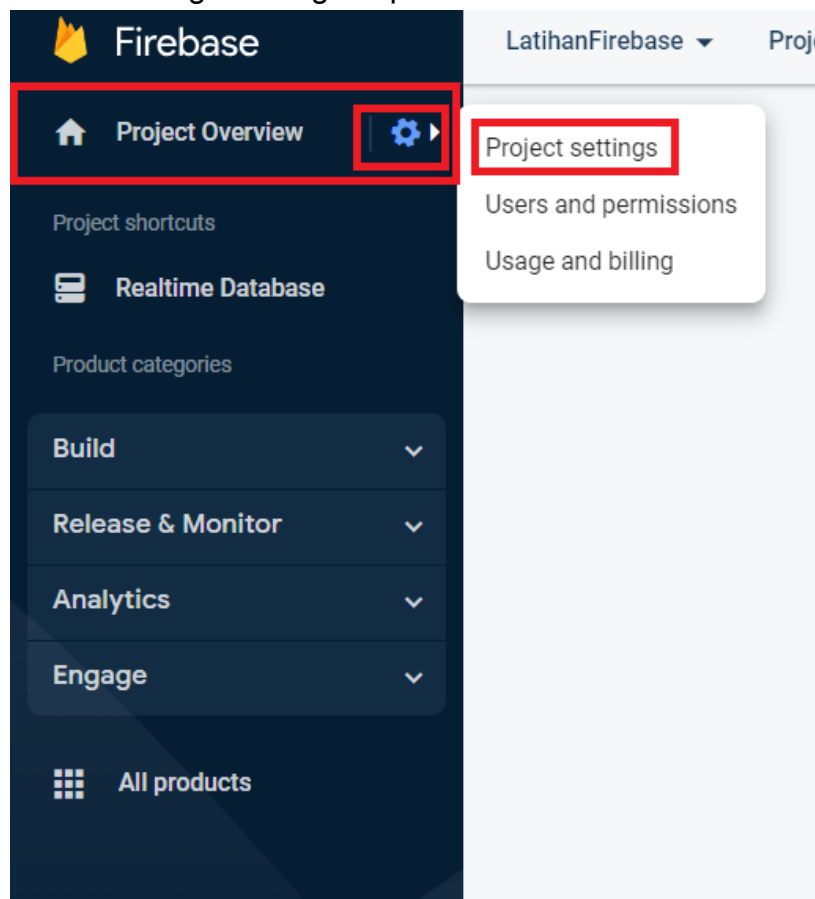 Firebase
LatihanFirebase
Project Overview
Project settings
Users and permissions
Usage and billing
Project shortcuts
Realtime Database
Product categories
Build
Release & Monitor
Analytics
Engage
All products